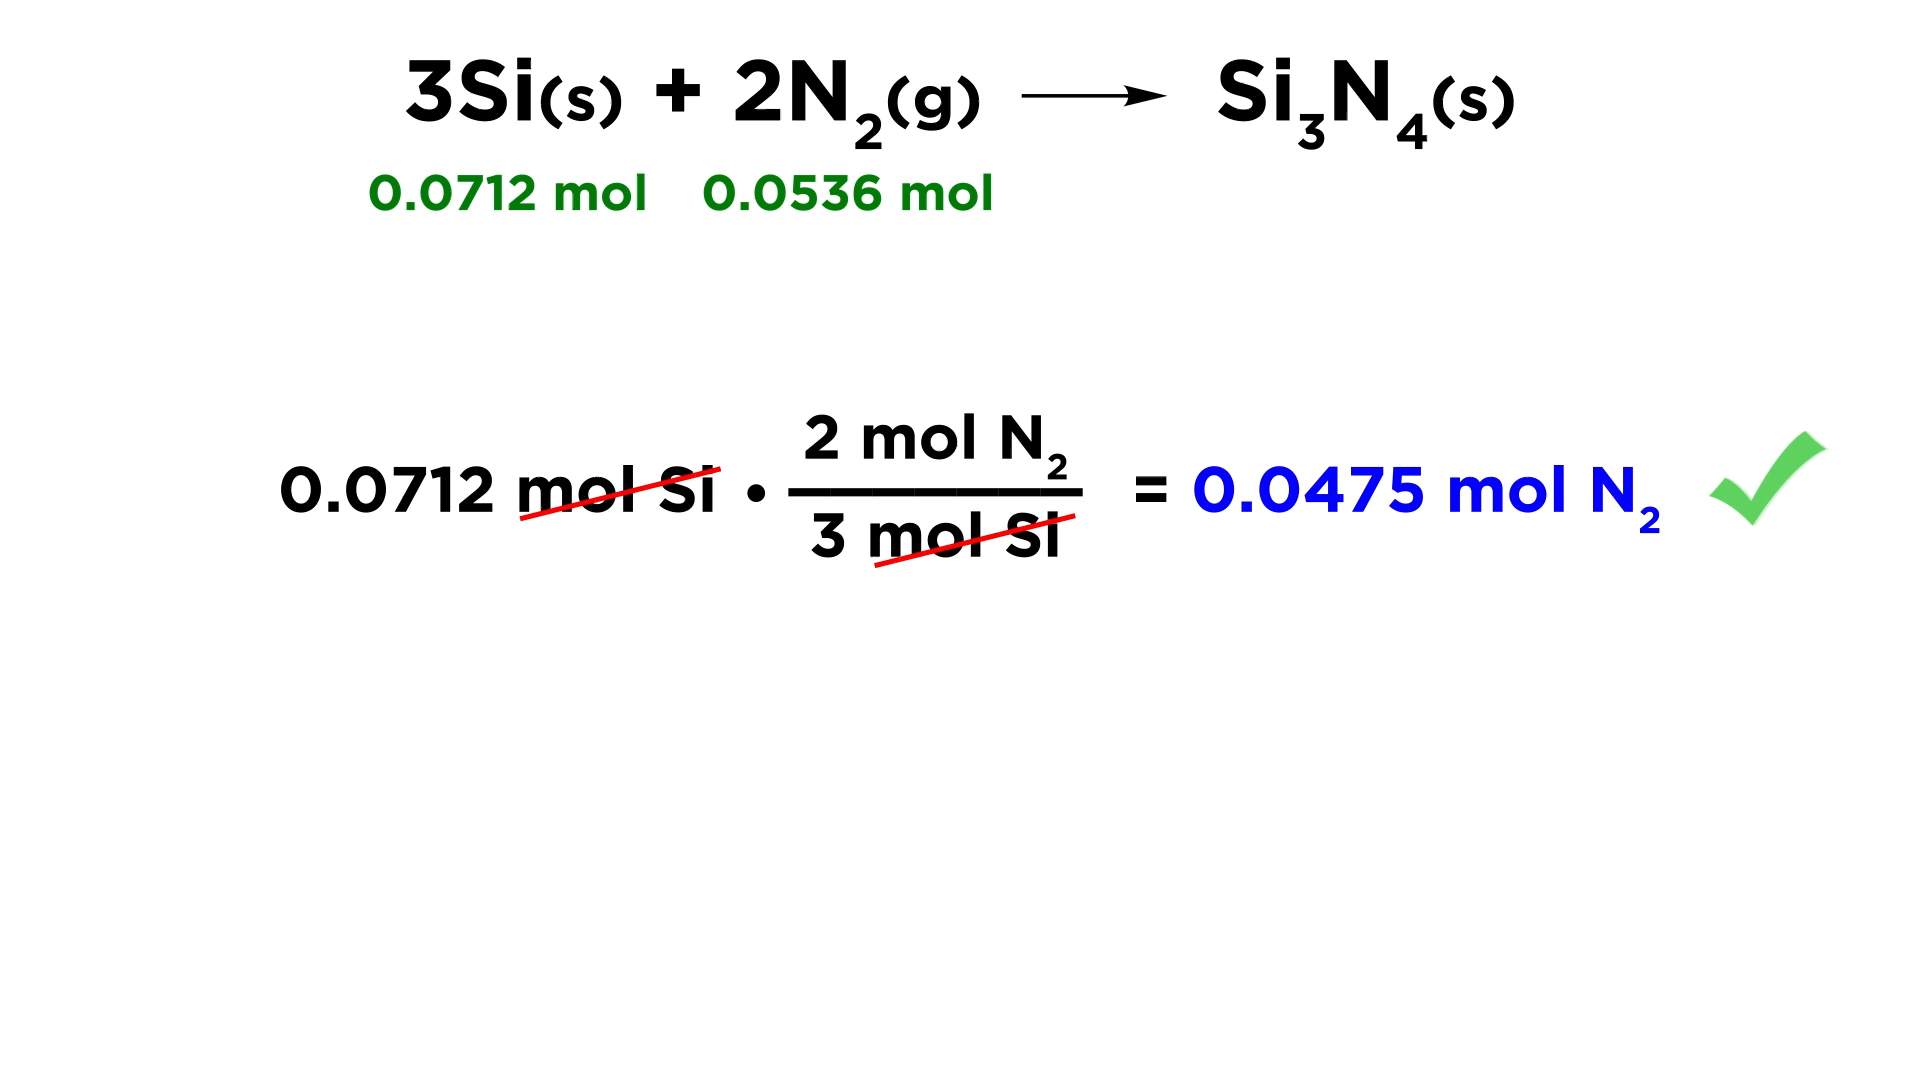 3Si(s) + 2N₂(g) ⟶ Si₃N₄(s)
0.0712 mol 0.0536 mol
2 mol N₂
0.0712 mol Si • = 0.0475 mol N₂
3 mol Si